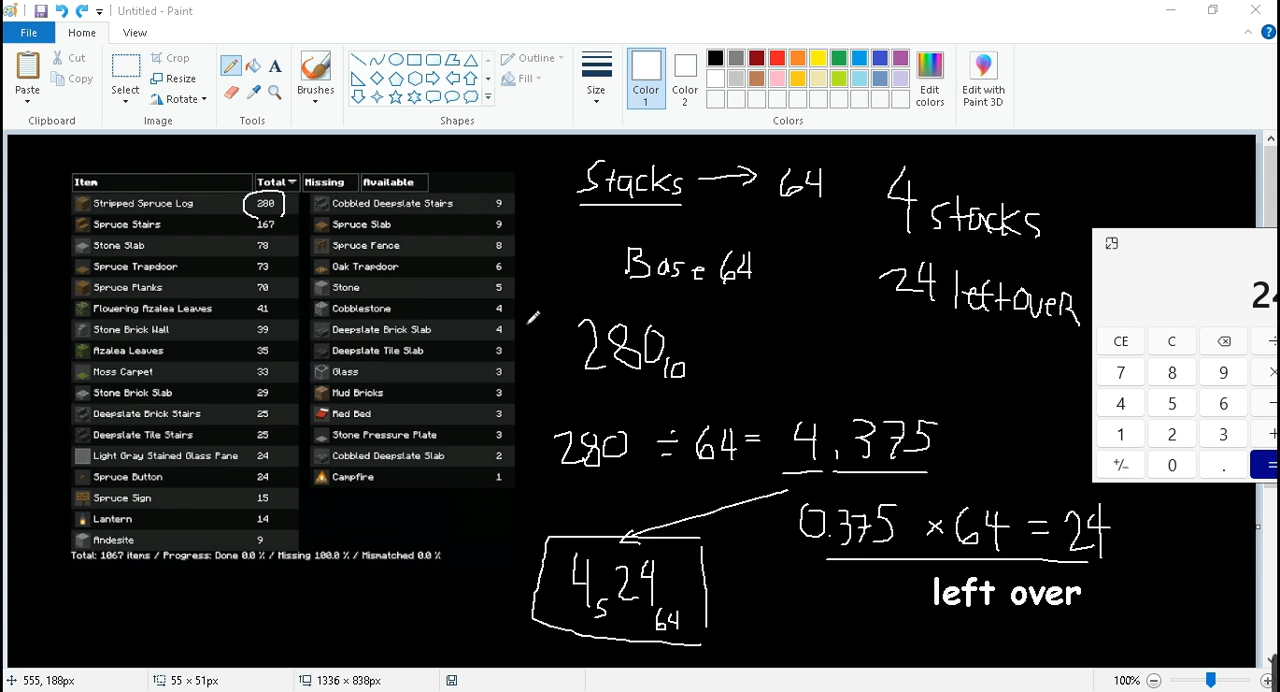 Untitled - Paint
File Home View
Paste
Cut
Copy
Clipboard
Select
Crop
Resize
Rotate
Image
Tools
Brushes
Shapes
Outline
Fill
Size
Color 1
Color 2
Edit colors
Colors
Edit with Paint 3D
Item Total Missing Available
Stripped Spruce Log 280
Spruce Stairs 167
Stone Slab 78
Spruce Trapdoor 73
Spruce Planks 70
Flowering Azalea Leaves 41
Stone Brick Wall 39
Azalea Leaves 35
Moss Carpet 33
Stone Brick Slab 29
Deepslate Brick Stairs 25
Deepslate Tile Stairs 25
Light Gray Stained Glass Pane 24
Spruce Button 24
Spruce Sign 15
Lantern 14
Andesite 9
Cobbled Deepslate Stairs 9
Spruce Slab 9
Spruce Fence 8
Oak Trapdoor 6
Stone 5
Cobblestone 4
Deepslate Brick Slab 4
Deepslate Tile Slab 3
Glass 3
Mud Bricks 3
Red Bed 3
Stone Pressure Plate 3
Cobbled Deepslate Slab 2
Campfire 1
Total: 1067 items / Progress: Done 0.0 % / Missing 100.0 % / Mismatched 0.0 %
Stacks → 64
Base 64
280₁₀
280 ÷ 64 = 4.375
0.375 × 64 = 24
left over
4ₛ24₆₄
4 stacks
24 leftover
24
CE C ÷
7 8 9 ×
4 5 6 −
1 2 3 +
+/− 0 . =
555, 188px
55 × 51px
1336 × 838px
100%